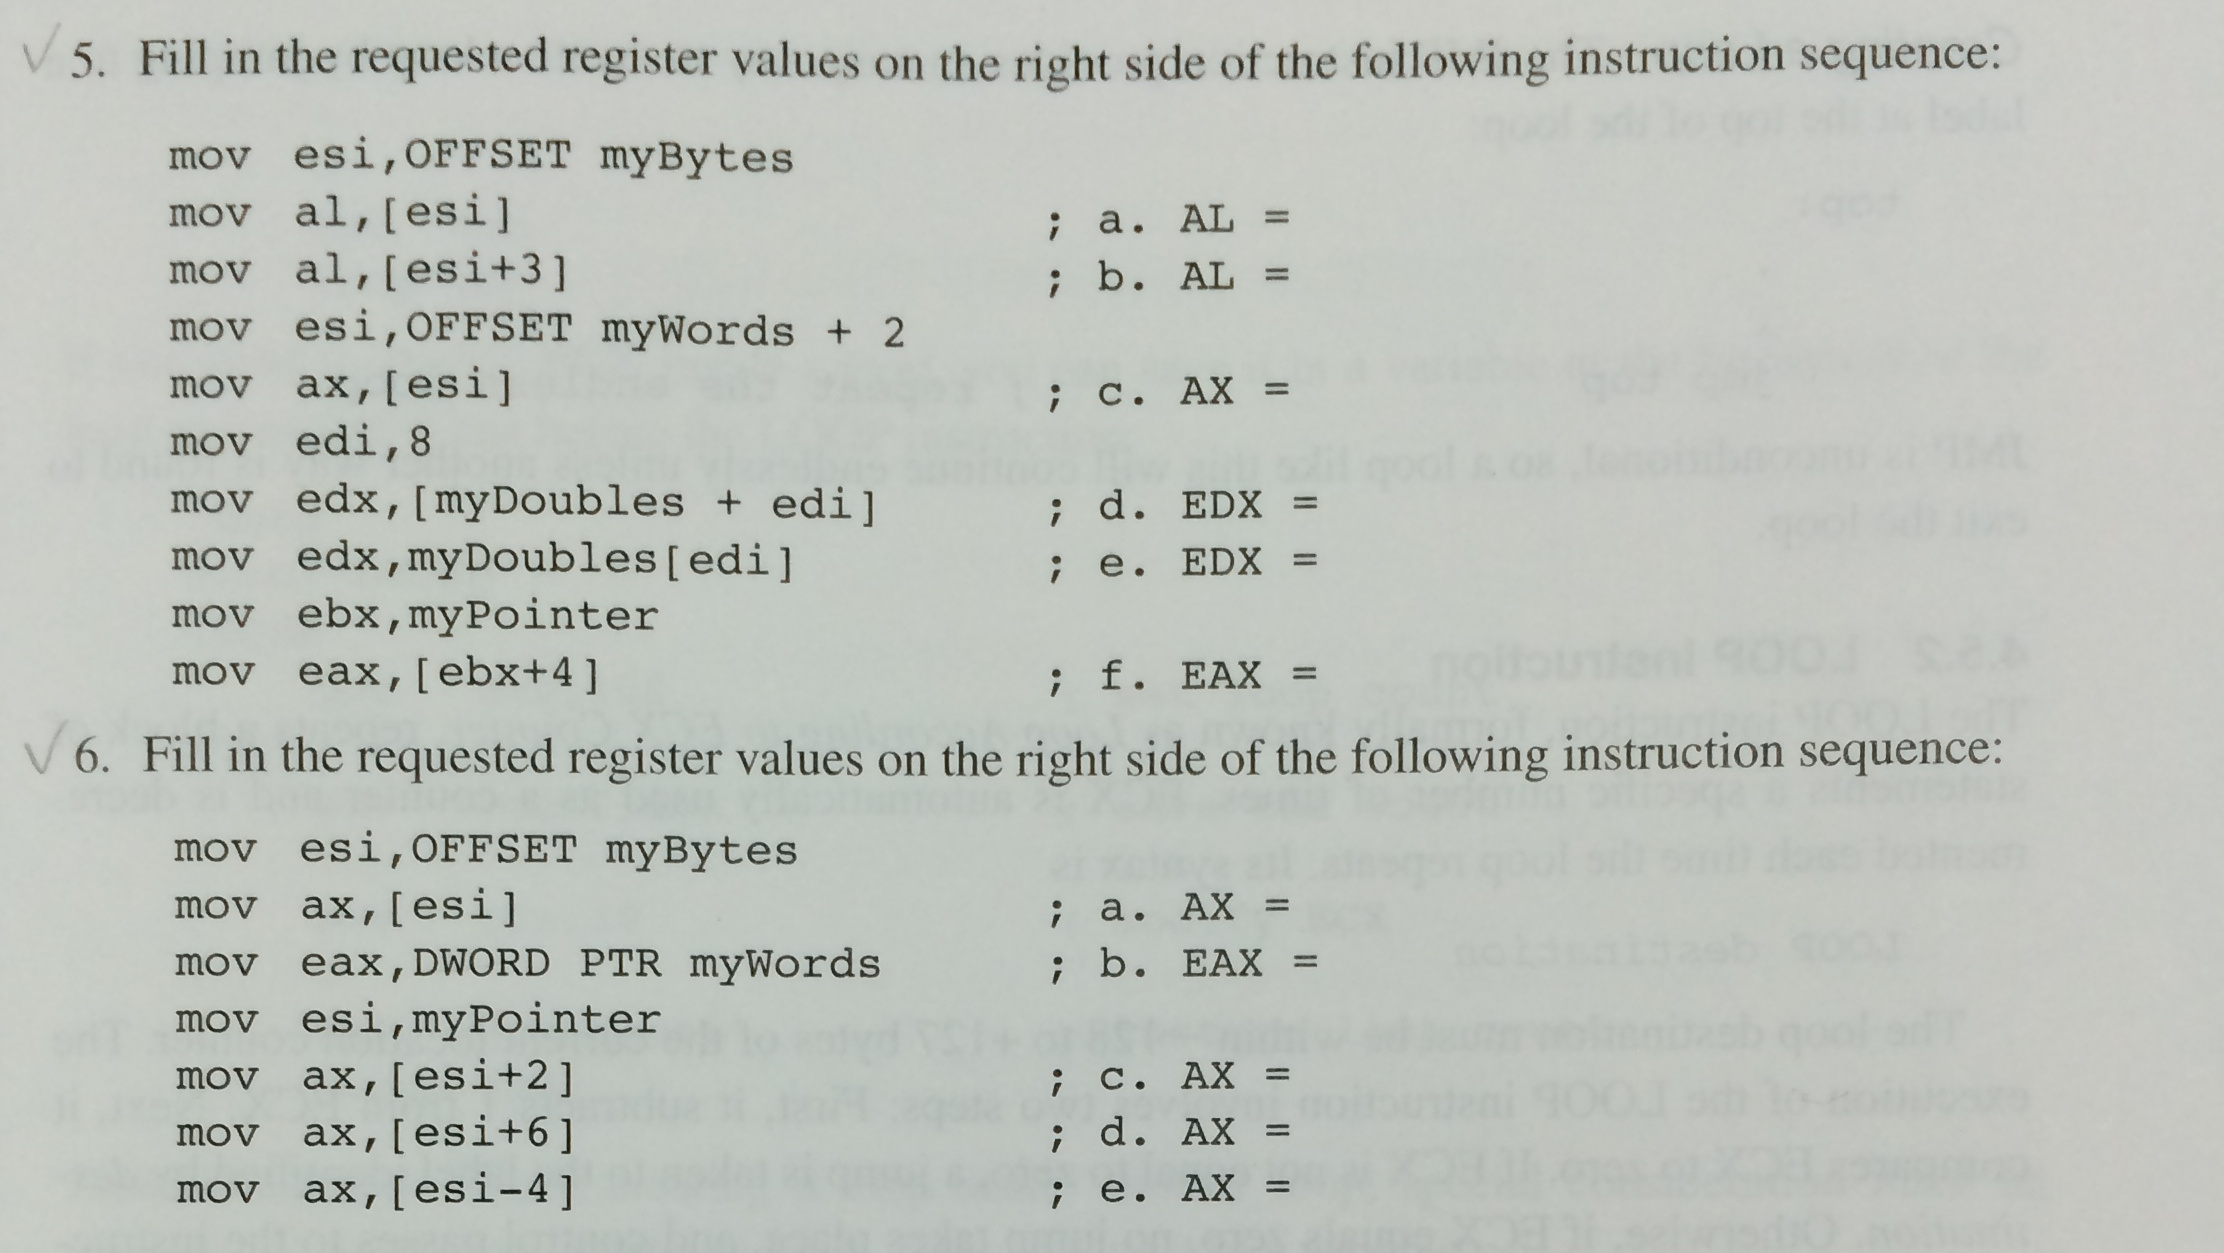 ✓ 5. Fill in the requested register values on the right side of the following instruction sequence:
mov esi,OFFSET myBytes
mov al,[esi] ; a. AL =
mov al,[esi+3] ; b. AL =
mov esi,OFFSET myWords + 2
mov ax,[esi] ; c. AX =
mov edi,8
mov edx,[myDoubles + edi] ; d. EDX =
mov edx,myDoubles[edi] ; e. EDX =
mov ebx,myPointer
mov eax,[ebx+4] ; f. EAX =
✓ 6. Fill in the requested register values on the right side of the following instruction sequence:
mov esi,OFFSET myBytes
mov ax,[esi] ; a. AX =
mov eax,DWORD PTR myWords ; b. EAX =
mov esi,myPointer
mov ax,[esi+2] ; c. AX =
mov ax,[esi+6] ; d. AX =
mov ax,[esi-4] ; e. AX =